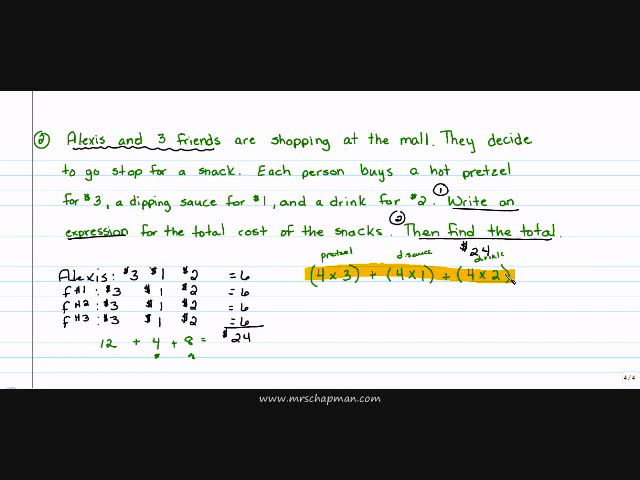 ② Alexis and 3 friends are shopping at the mall. They decide
to go stop for a snack. Each person buys a hot pretzel
for $3, a dipping sauce for $1, and a drink for $2. ① Write an
expression for the total cost of the snacks. ② Then find the total.
$24
pretzel d.sauce drink
(4 x 3) + (4 x 1) + (4 x 2)
Alexis: $3 $1 $2 = 6
f#1: $3 $1 $2 = 6
f#2: $3 $1 $2 = 6
f#3: $3 $1 $2 = 6
12 + 4 + 8 = $24
4/4
www.mrschapman.com